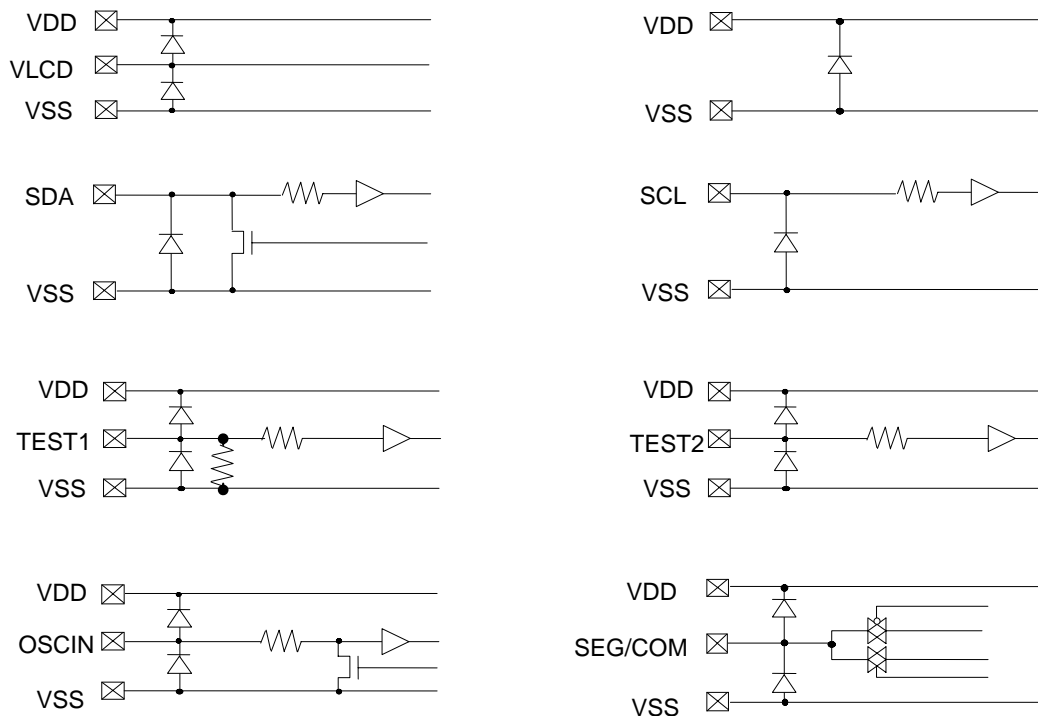 VDD
VLCD
VSS
VDD
VSS
SDA
VSS
SCL
VSS
VDD
TEST1
VSS
VDD
TEST2
VSS
VDD
OSCIN
VSS
VDD
SEG/COM
VSS